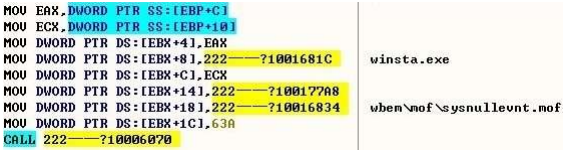 MOV EAX,DWORD PTR SS:[EBP+C]
MOV ECX,DWORD PTR SS:[EBP+10]
MOV DWORD PTR DS:[EBX+4],EAX
MOV DWORD PTR DS:[EBX+8],222——?1001681C winsta.exe
MOV DWORD PTR DS:[EBX+C],ECX
MOV DWORD PTR DS:[EBX+14],222——?100177A8
MOV DWORD PTR DS:[EBX+18],222——?10016834 wbem\mof\sysnullevnt.mof
MOV DWORD PTR DS:[EBX+1C],63A
CALL 222——?10006070